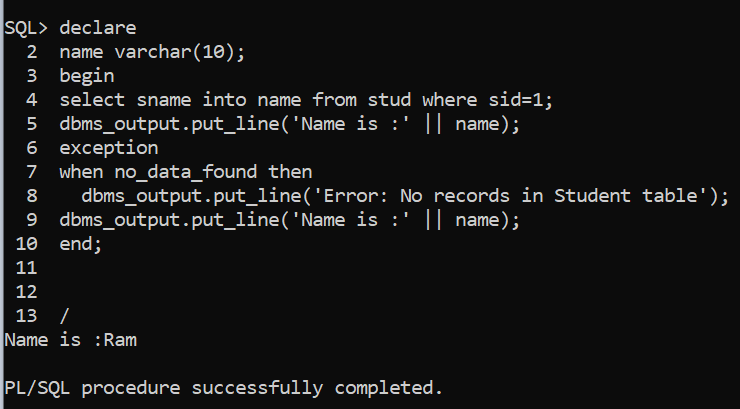 SQL> declare
  2  name varchar(10);
  3  begin
  4  select sname into name from stud where sid=1;
  5  dbms_output.put_line('Name is :' || name);
  6  exception
  7  when no_data_found then
  8    dbms_output.put_line('Error: No records in Student table');
  9  dbms_output.put_line('Name is :' || name);
 10  end;
 11
 12
 13  /
Name is :Ram

PL/SQL procedure successfully completed.